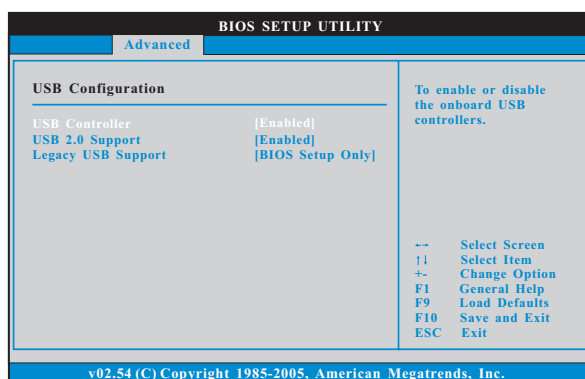 BIOS SETUP UTILITY
Advanced
USB Configuration
USB Controller [Enabled]
USB 2.0 Support [Enabled]
Legacy USB Support [BIOS Setup Only]
To enable or disable
the onboard USB
controllers.
←→ Select Screen
↑↓ Select Item
+- Change Option
F1 General Help
F9 Load Defaults
F10 Save and Exit
ESC Exit
v02.54 (C) Copyright 1985-2005, American Megatrends, Inc.